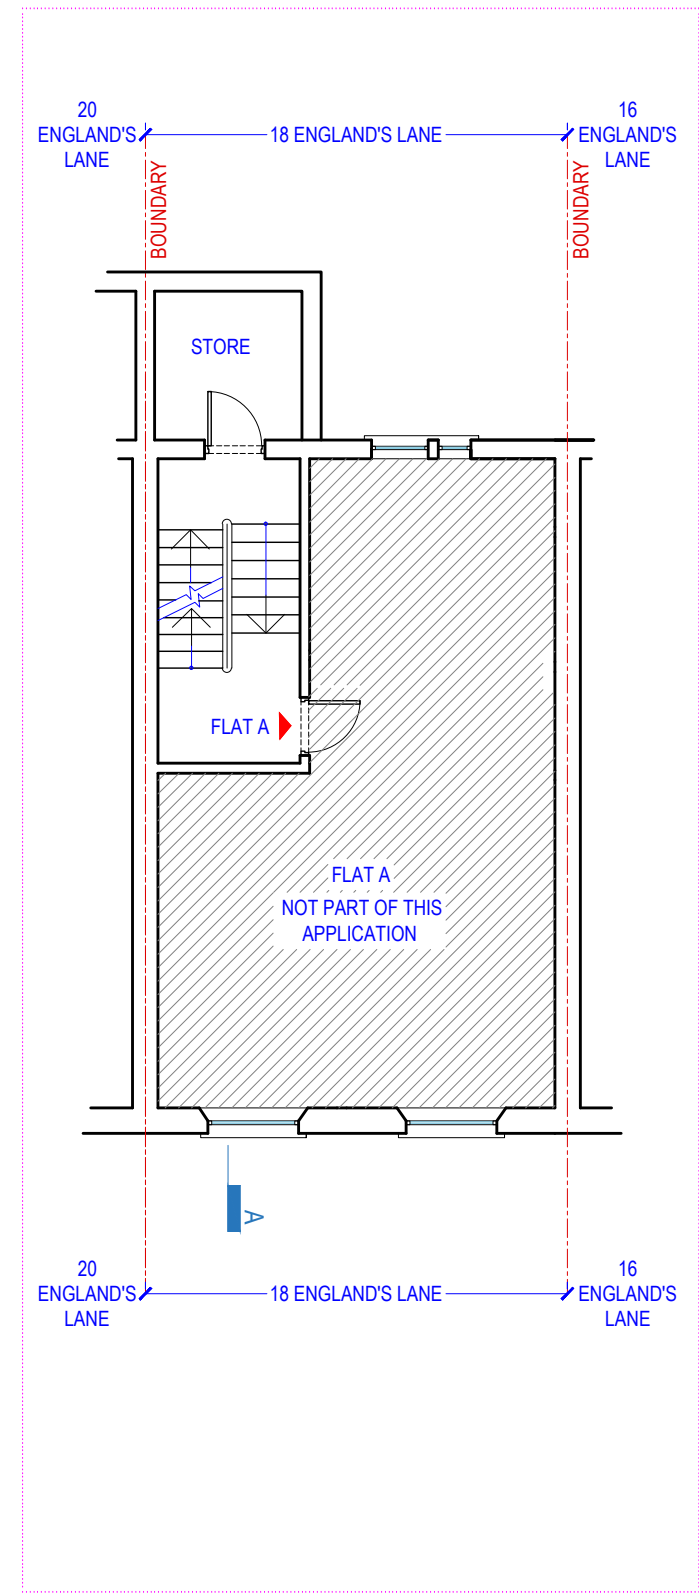 20
ENGLAND'S
LANE
18 ENGLAND'S LANE
16
ENGLAND'S
LANE
BOUNDARY
BOUNDARY
STORE
FLAT A
FLAT A
NOT PART OF THIS
APPLICATION
A
20
ENGLAND'S
LANE
18 ENGLAND'S LANE
16
ENGLAND'S
LANE